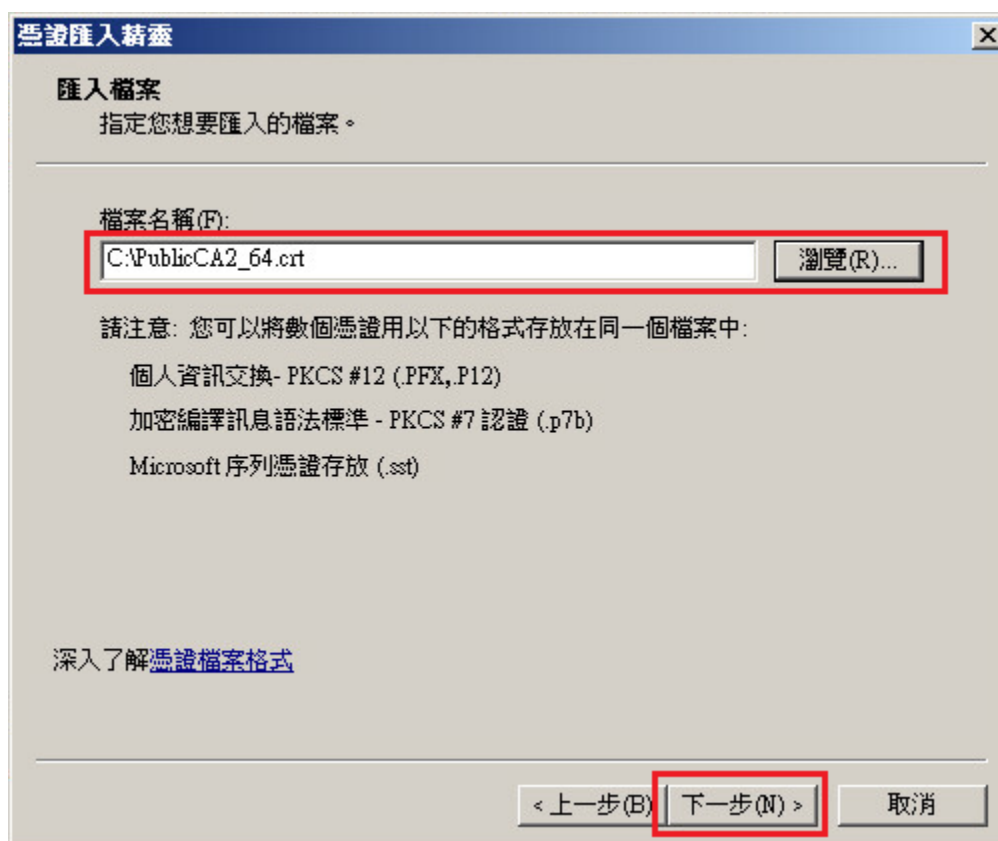 憑證匯入精靈
匯入檔案
指定您想要匯入的檔案。
檔案名稱(F):
C:\PublicCA2_64.crt
瀏覽(R)...
請注意: 您可以將數個憑證用以下的格式存放在同一個檔案中:
個人資訊交換- PKCS #12 (.PFX,.P12)
加密編譯訊息語法標準 - PKCS #7 認證 (.p7b)
Microsoft 序列憑證存放 (.sst)
深入了解憑證檔案格式
< 上一步(B) 下一步(N) > 取消